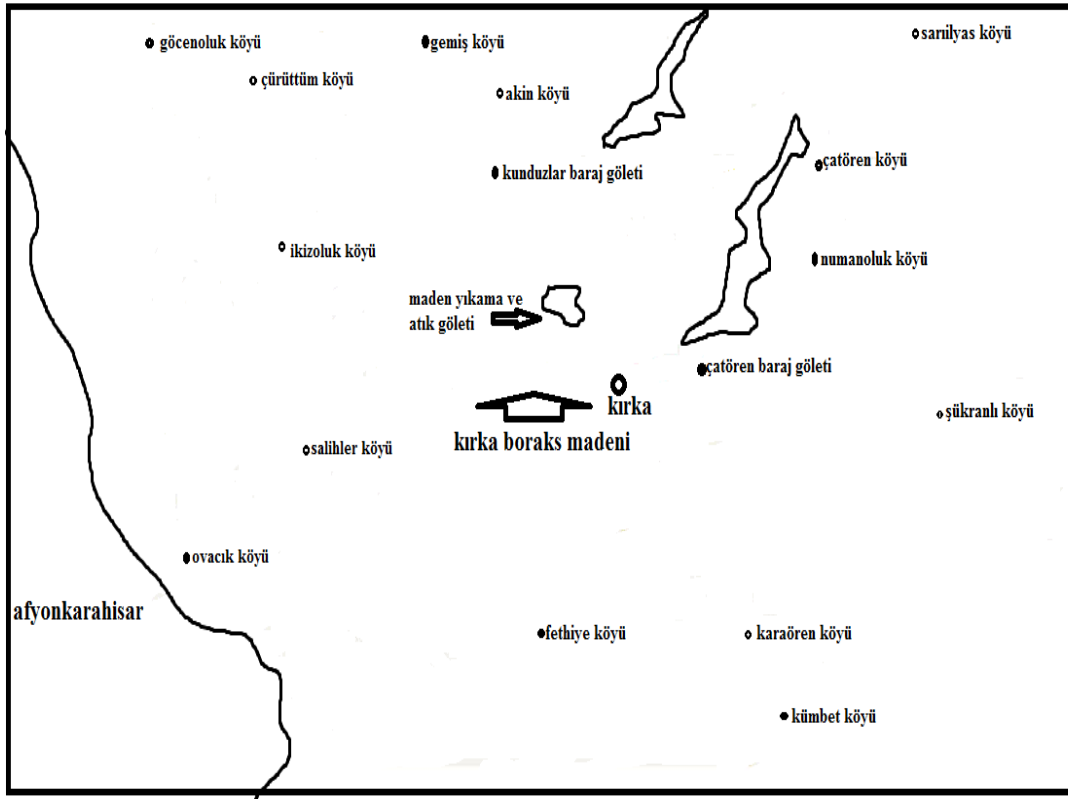 sarıilyas köyü
göcenoluk köyü
gemiş köyü
çürüttüm köyü
akin köyü
çatören köyü
kunduzlar baraj göleti
ikizoluk köyü
numanoluk köyü
maden yıkama ve
atık göleti
çatören baraj göleti
kırka
şükranlı köyü
kırka boraks madeni
salihler köyü
ovacık köyü
afyonkarahisar
fethiye köyü
karaören köyü
kümbet köyü